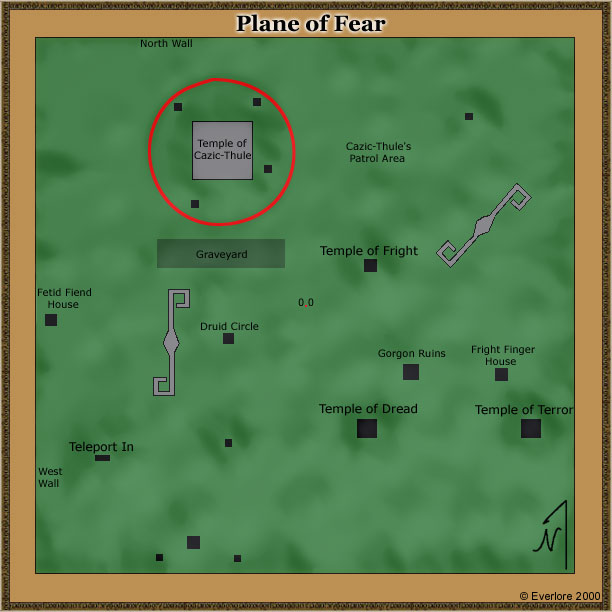 Plane of Fear
North Wall
Temple of
Cazic-Thule
Cazic-Thule's
Patrol Area
Graveyard
Temple of Fright
Fetid Fiend
House
0,0
Druid Circle
Gorgon Ruins
Fright Finger
House
Temple of Dread
Temple of Terror
Teleport In
West
Wall
N
© Everlore 2000